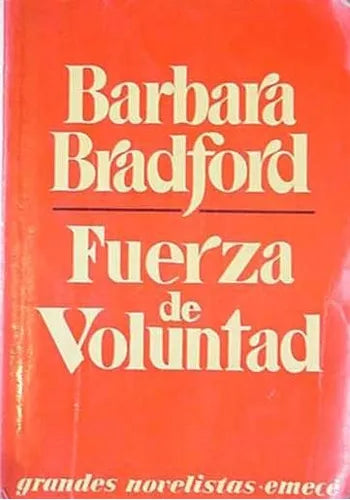 Barbara
Bradford
Fuerza
de
Voluntad
grandes novelistas·emecé